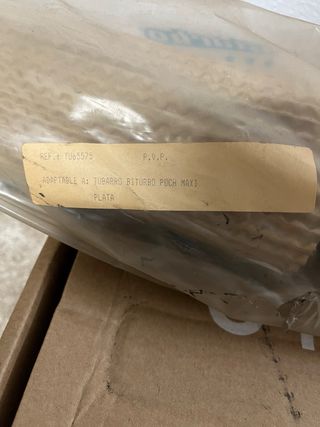 REF.: TU65575 P.V.P.
ADAPTABLE A: TUBARRO BITURBO PUCH MAXI
PLATA